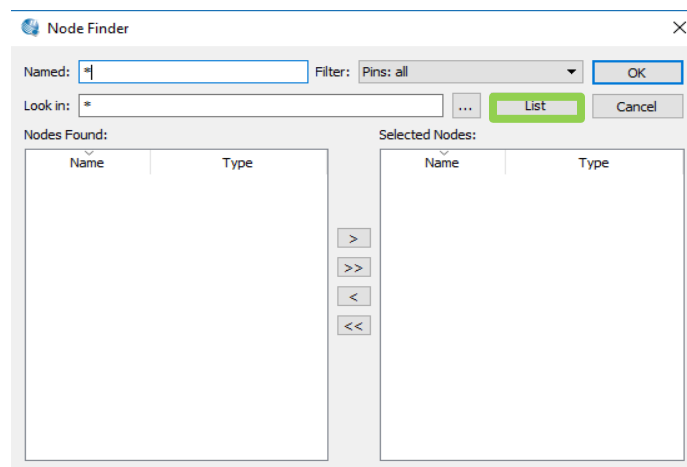 Node Finder
Named: * Filter: Pins: all OK
Look in: * ... List Cancel
Nodes Found: Selected Nodes:
Name Type Name Type
>
>>
<
<<